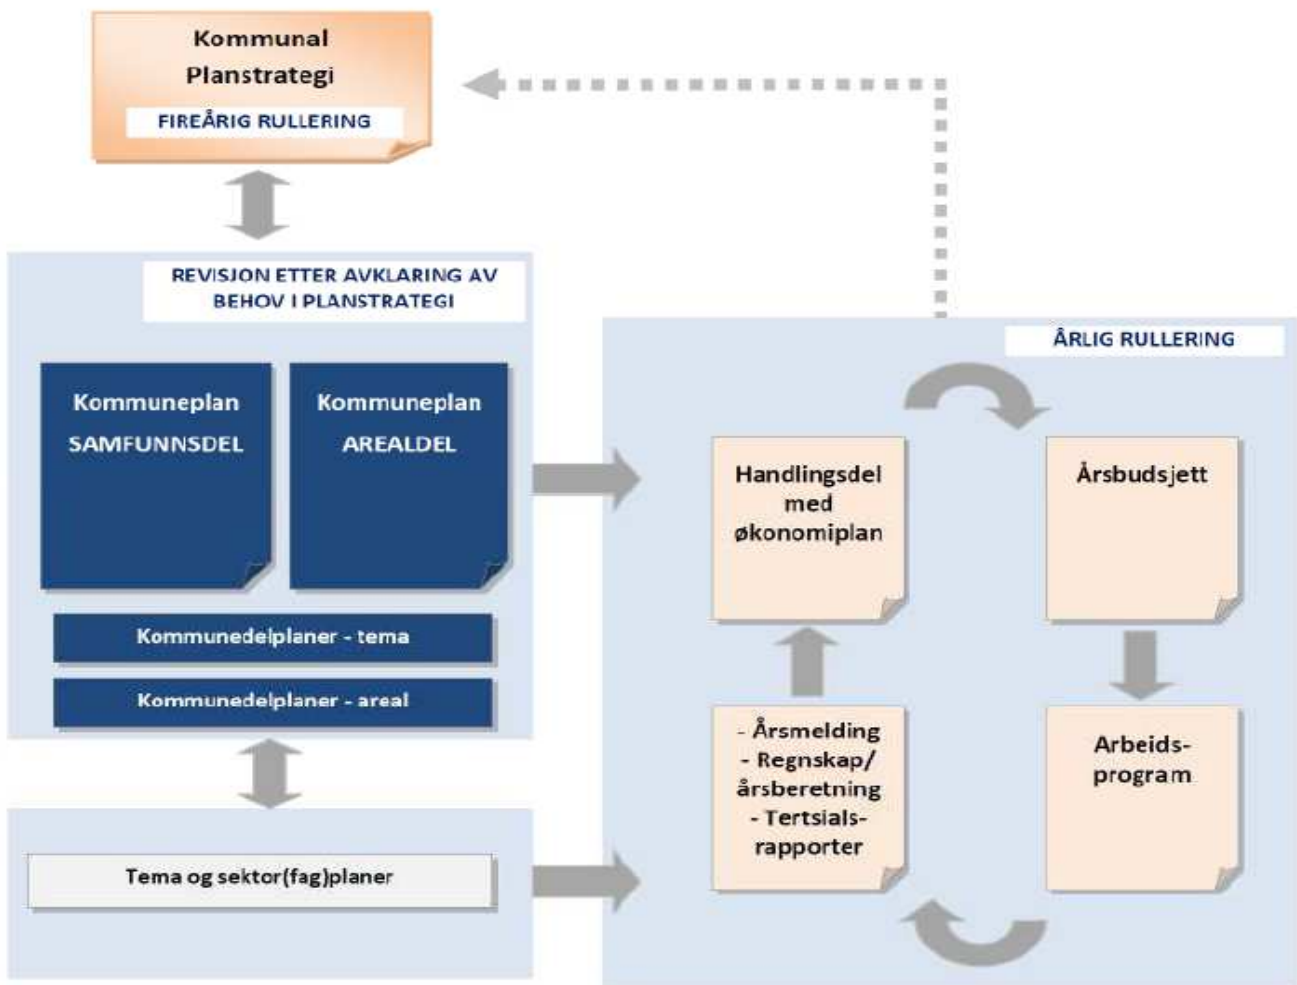 Kommunal
Planstrategi
FIREÅRIG RULLERING
REVISJON ETTER AVKLARING AV
BEHOV I PLANSTRATEGI
Kommuneplan
SAMFUNNSDEL
Kommuneplan
AREALDEL
Kommunedelplaner - tema
Kommunedelplaner - areal
Tema og sektor(fag)planer
ÅRLIG RULLERING
Handlingsdel
med
økonomiplan
Årsbudsjett
- Årsmelding
- Regnskap/
årsberetning
- Tertsials-
rapporter
Arbeids-
program